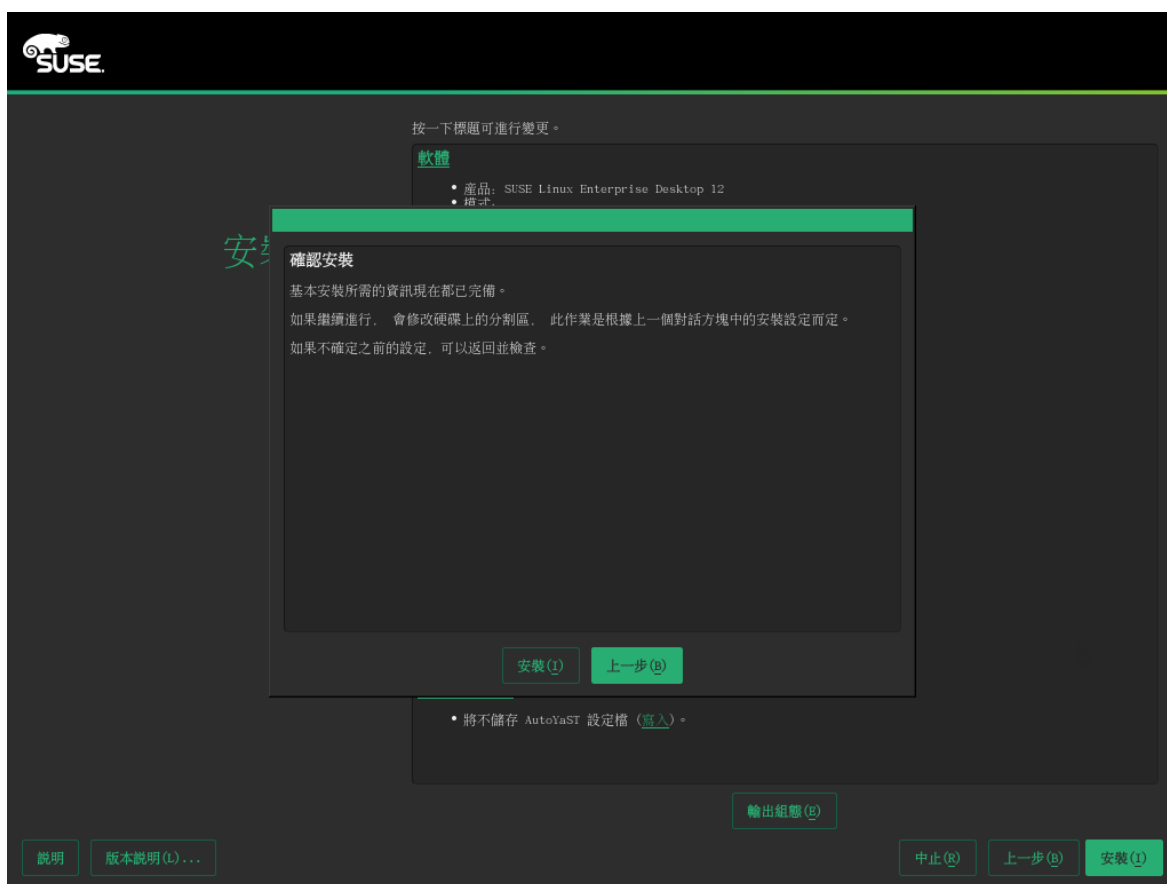 SUSE.
按一下標題可進行變更。
軟體
• 產品: SUSE Linux Enterprise Desktop 12
• 模式:
安裝
確認安裝
基本安裝所需的資訊現在都已完備。
如果繼續進行, 會修改硬碟上的分割區, 此作業是根據上一個對話方塊中的安裝設定而定。
如果不確定之前的設定, 可以返回並檢查。
安裝(I) 上一步(B)
• 將不儲存 AutoYaST 設定檔 (寫入)。
輸出組態(E)
說明 版本說明(L)... 中止(R) 上一步(B) 安裝(I)